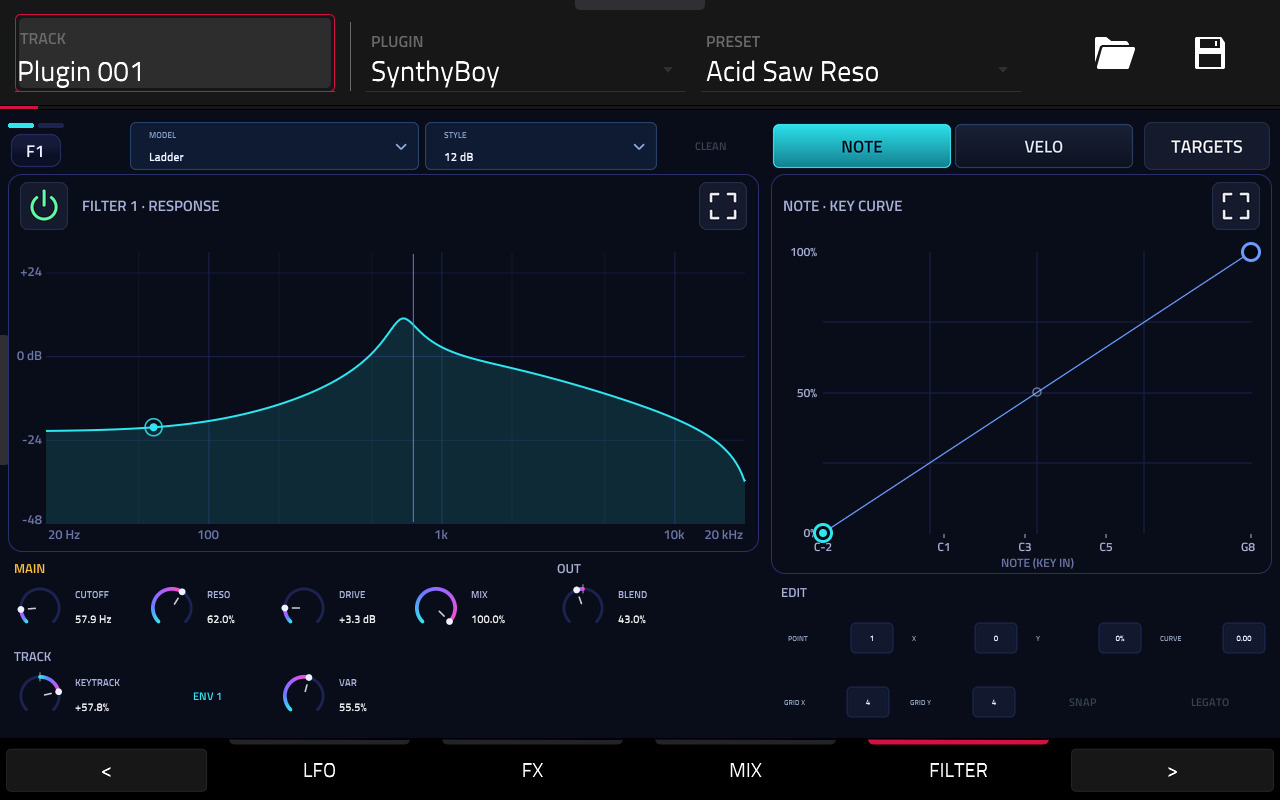 TRACK
Plugin 001
PLUGIN
SynthyBoy
PRESET
Acid Saw Reso
F1
MODEL
Ladder
STYLE
12 dB
CLEAN
NOTE
VELO
TARGETS
FILTER 1 · RESPONSE
+24
0 dB
-24
-48
20 Hz
100
1k
10k
20 kHz
NOTE · KEY CURVE
100%
50%
0%
C-2
C1
C3
C5
G8
NOTE (KEY IN)
MAIN
OUT
CUTOFF
57.9 Hz
RESO
62.0%
DRIVE
+3.3 dB
MIX
100.0%
BLEND
43.0%
TRACK
KEYTRACK
+57.8%
ENV 1
VAR
55.5%
EDIT
POINT
1
X
0
Y
0%
CURVE
0.00
GRID X
4
GRID Y
4
SNAP
LEGATO
<
LFO
FX
MIX
FILTER
>